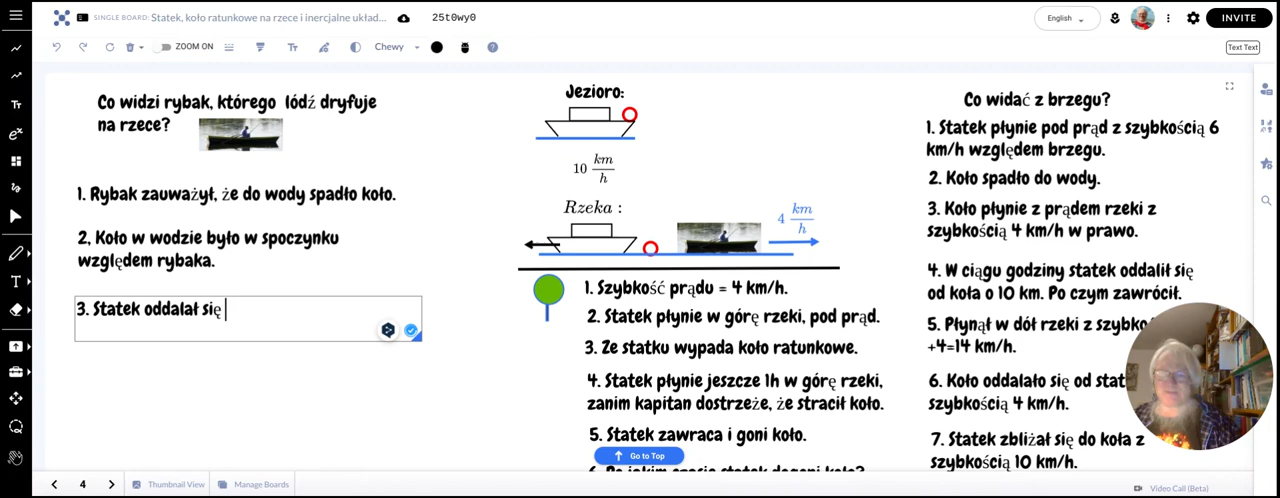 SINGLE BOARD: Statek, koło ratunkowe na rzece i inercjalne układ...
25t0wy0
English
INVITE
ZOOM ON
Chewy
Text Text
Co widzi rybak, którego łódź dryfuje
na rzece?
1. Rybak zauważył, że do wody spadło koło.
2, Koło w wodzie było w spoczynku
względem rybaka.
3. Statek oddalał się
Jezioro:
10 km/h
Rzeka :
4 km/h
1. Szybkość prądu = 4 km/h.
2. Statek płynie w górę rzeki, pod prąd.
3. Ze statku wypada koło ratunkowe.
4. Statek płynie jeszcze 1h w górę rzeki,
zanim kapitan dostrzeże, że stracił koło.
5. Statek zawraca i goni koło.
6. Po jakim czasie statek dogoni koło?
Go to Top
Co widać z brzegu?
1. Statek płynie pod prąd z szybkością 6
km/h względem brzegu.
2. Koło spadło do wody.
3. Koło płynie z prądem rzeki z
szybkością 4 km/h w prawo.
4. W ciągu godziny statek oddalił się
od koła o 10 km. Po czym zawrócił.
5. Płynął w dół rzeki z szybko
+4=14 km/h.
6. Koło oddalało się od stat
szybkością 4 km/h.
7. Statek zbliżał się do koła z
szybkością 10 km/h.
4
Thumbnail View
Manage Boards
Video Call (Beta)